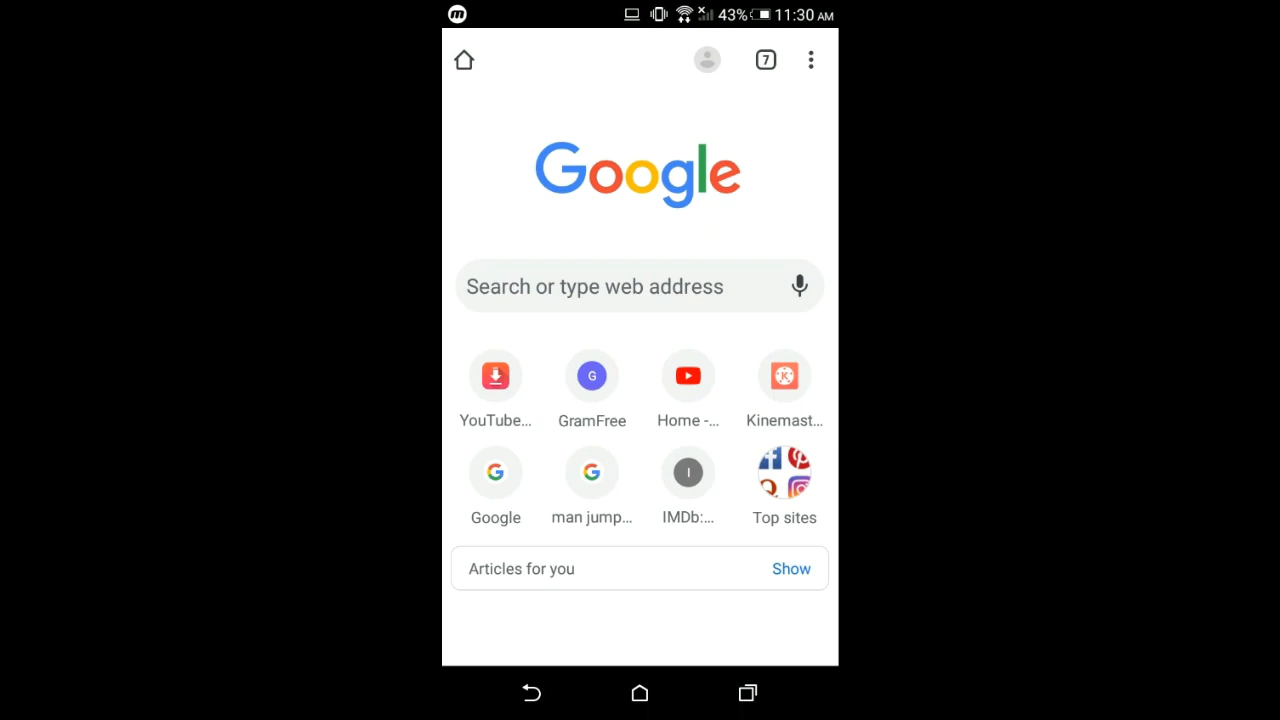 m 43% 11:30 AM
7
Google
Search or type web address
G K
YouTube... GramFree Home -... Kinemast...
G G I
Google man jump... IMDb:... Top sites
Articles for you Show